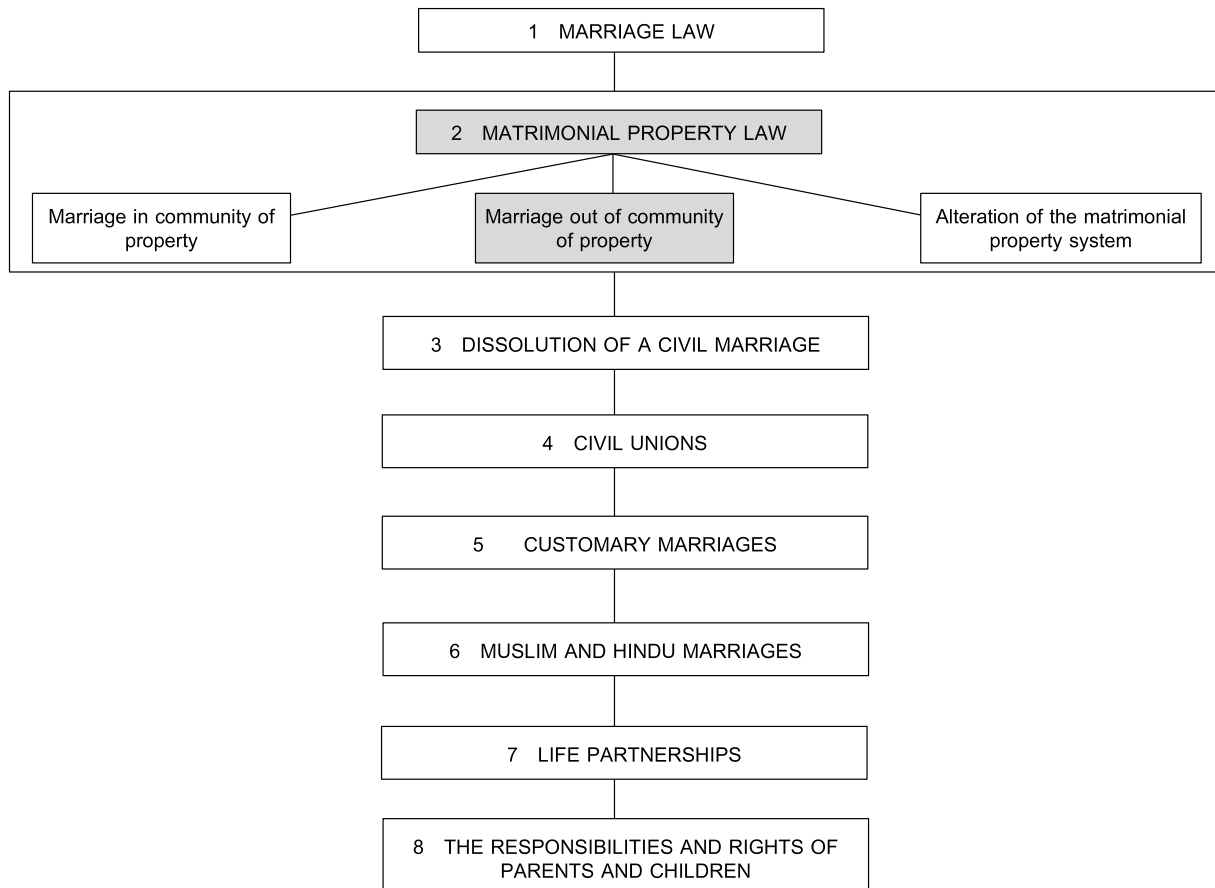 1 MARRIAGE LAW
2 MATRIMONIAL PROPERTY LAW
Marriage in community of
property
Marriage out of community
of property
Alteration of the matrimonial
property system
3 DISSOLUTION OF A CIVIL MARRIAGE
4 CIVIL UNIONS
5 CUSTOMARY MARRIAGES
6 MUSLIM AND HINDU MARRIAGES
7 LIFE PARTNERSHIPS
8 THE RESPONSIBILITIES AND RIGHTS OF
PARENTS AND CHILDREN